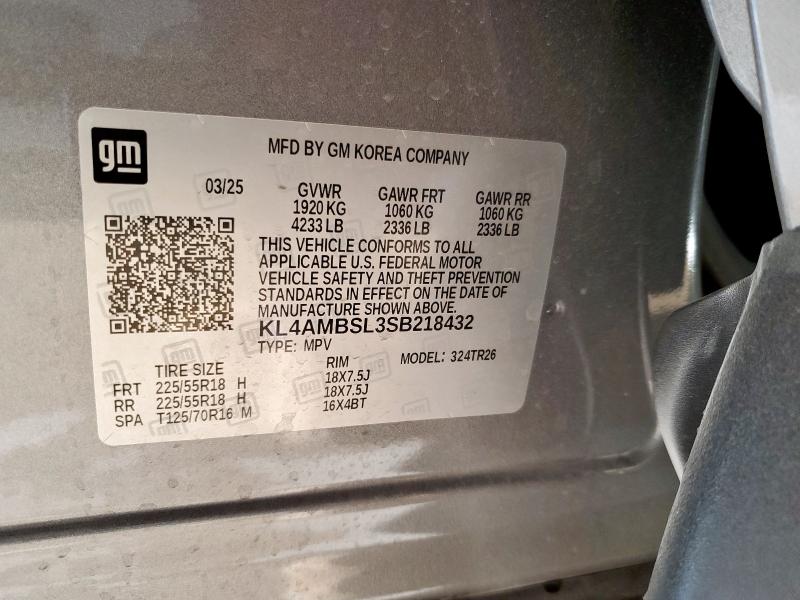 gm
MFD BY GM KOREA COMPANY
03/25
GVWR
1920 KG
4233 LB
GAWR FRT
1060 KG
2336 LB
GAWR RR
1060 KG
2336 LB
THIS VEHICLE CONFORMS TO ALL
APPLICABLE U.S. FEDERAL MOTOR
VEHICLE SAFETY AND THEFT PREVENTION
STANDARDS IN EFFECT ON THE DATE OF
MANUFACTURE SHOWN ABOVE.
KL4AMBSL3SB218432
TYPE: MPV
MODEL: 324TR26
TIRE SIZE RIM
FRT 225/55R18 H 18X7.5J
RR 225/55R18 H 18X7.5J
SPA T125/70R16 M 16X4BT